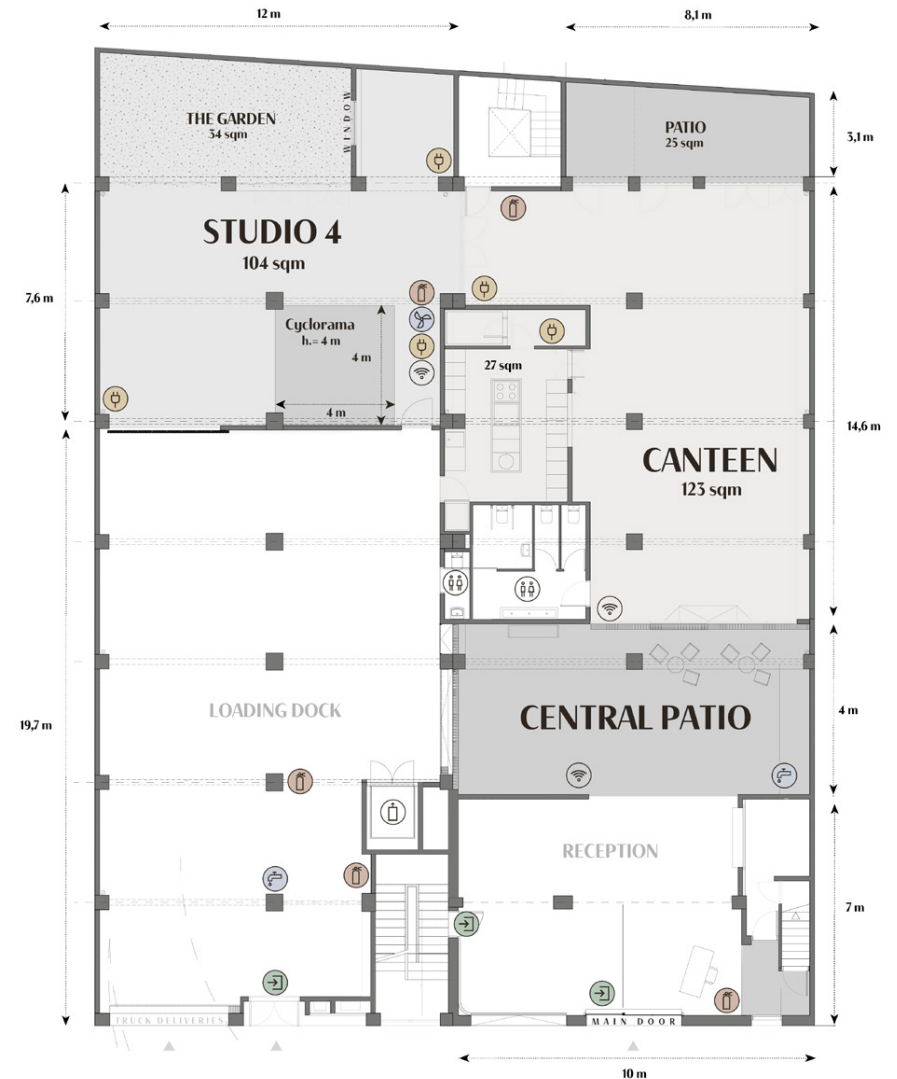 12 m
8,1 m
THE GARDEN
34 sqm
WINDOW
PATIO
25 sqm
3,1 m
STUDIO 4
104 sqm
7,6 m
Cyclorama
h.= 4 m
4 m
4 m
27 sqm
14,6 m
CANTEEN
123 sqm
LOADING DOCK
19,7 m
CENTRAL PATIO
4 m
RECEPTION
7 m
TRUCK DELIVERIES
MAIN DOOR
10 m